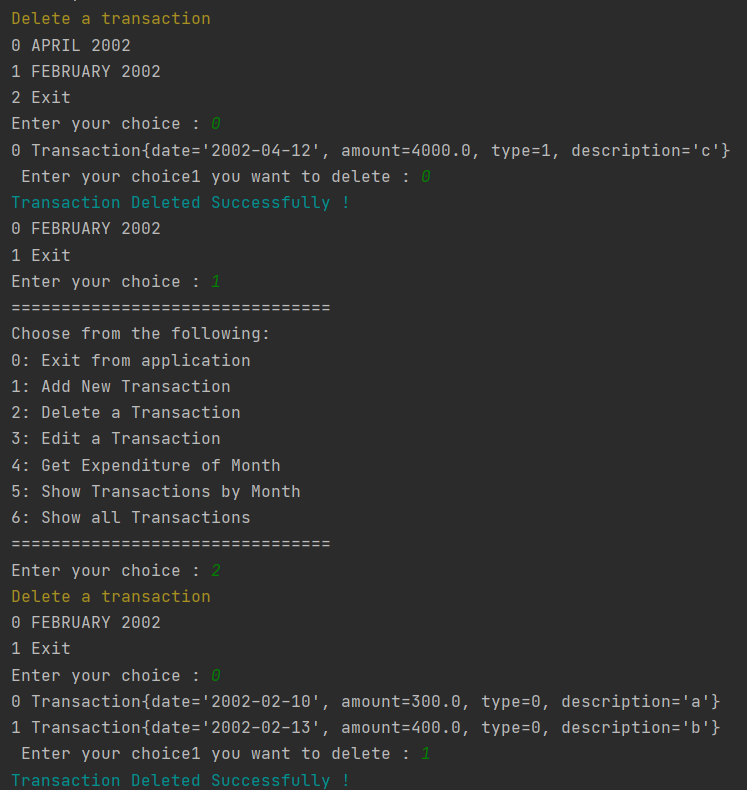 Delete a transaction
0 APRIL 2002
1 FEBRUARY 2002
2 Exit
Enter your choice : 0
0 Transaction{date='2002-04-12', amount=4000.0, type=1, description='c'}
 Enter your choice1 you want to delete : 0
Transaction Deleted Successfully !
0 FEBRUARY 2002
1 Exit
Enter your choice : 1
================================
Choose from the following:
0: Exit from application
1: Add New Transaction
2: Delete a Transaction
3: Edit a Transaction
4: Get Expenditure of Month
5: Show Transactions by Month
6: Show all Transactions
================================
Enter your choice : 2
Delete a transaction
0 FEBRUARY 2002
1 Exit
Enter your choice : 0
0 Transaction{date='2002-02-10', amount=300.0, type=0, description='a'}
1 Transaction{date='2002-02-13', amount=400.0, type=0, description='b'}
 Enter your choice1 you want to delete : 1
Transaction Deleted Successfully !